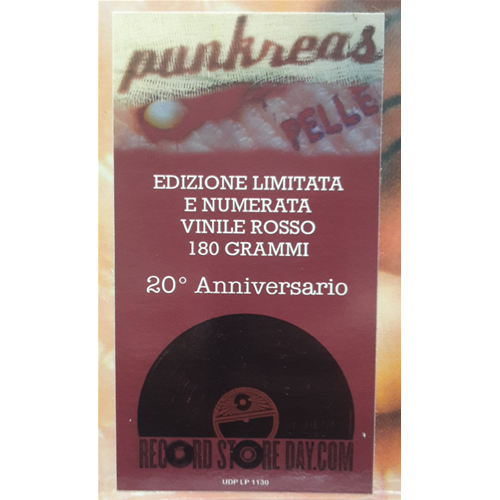 punkreas
PELLE
EDIZIONE LIMITATA
E NUMERATA
VINILE ROSSO
180 GRAMMI
20° Anniversario
RECORD STORE DAY.COM
UDP LP 1130